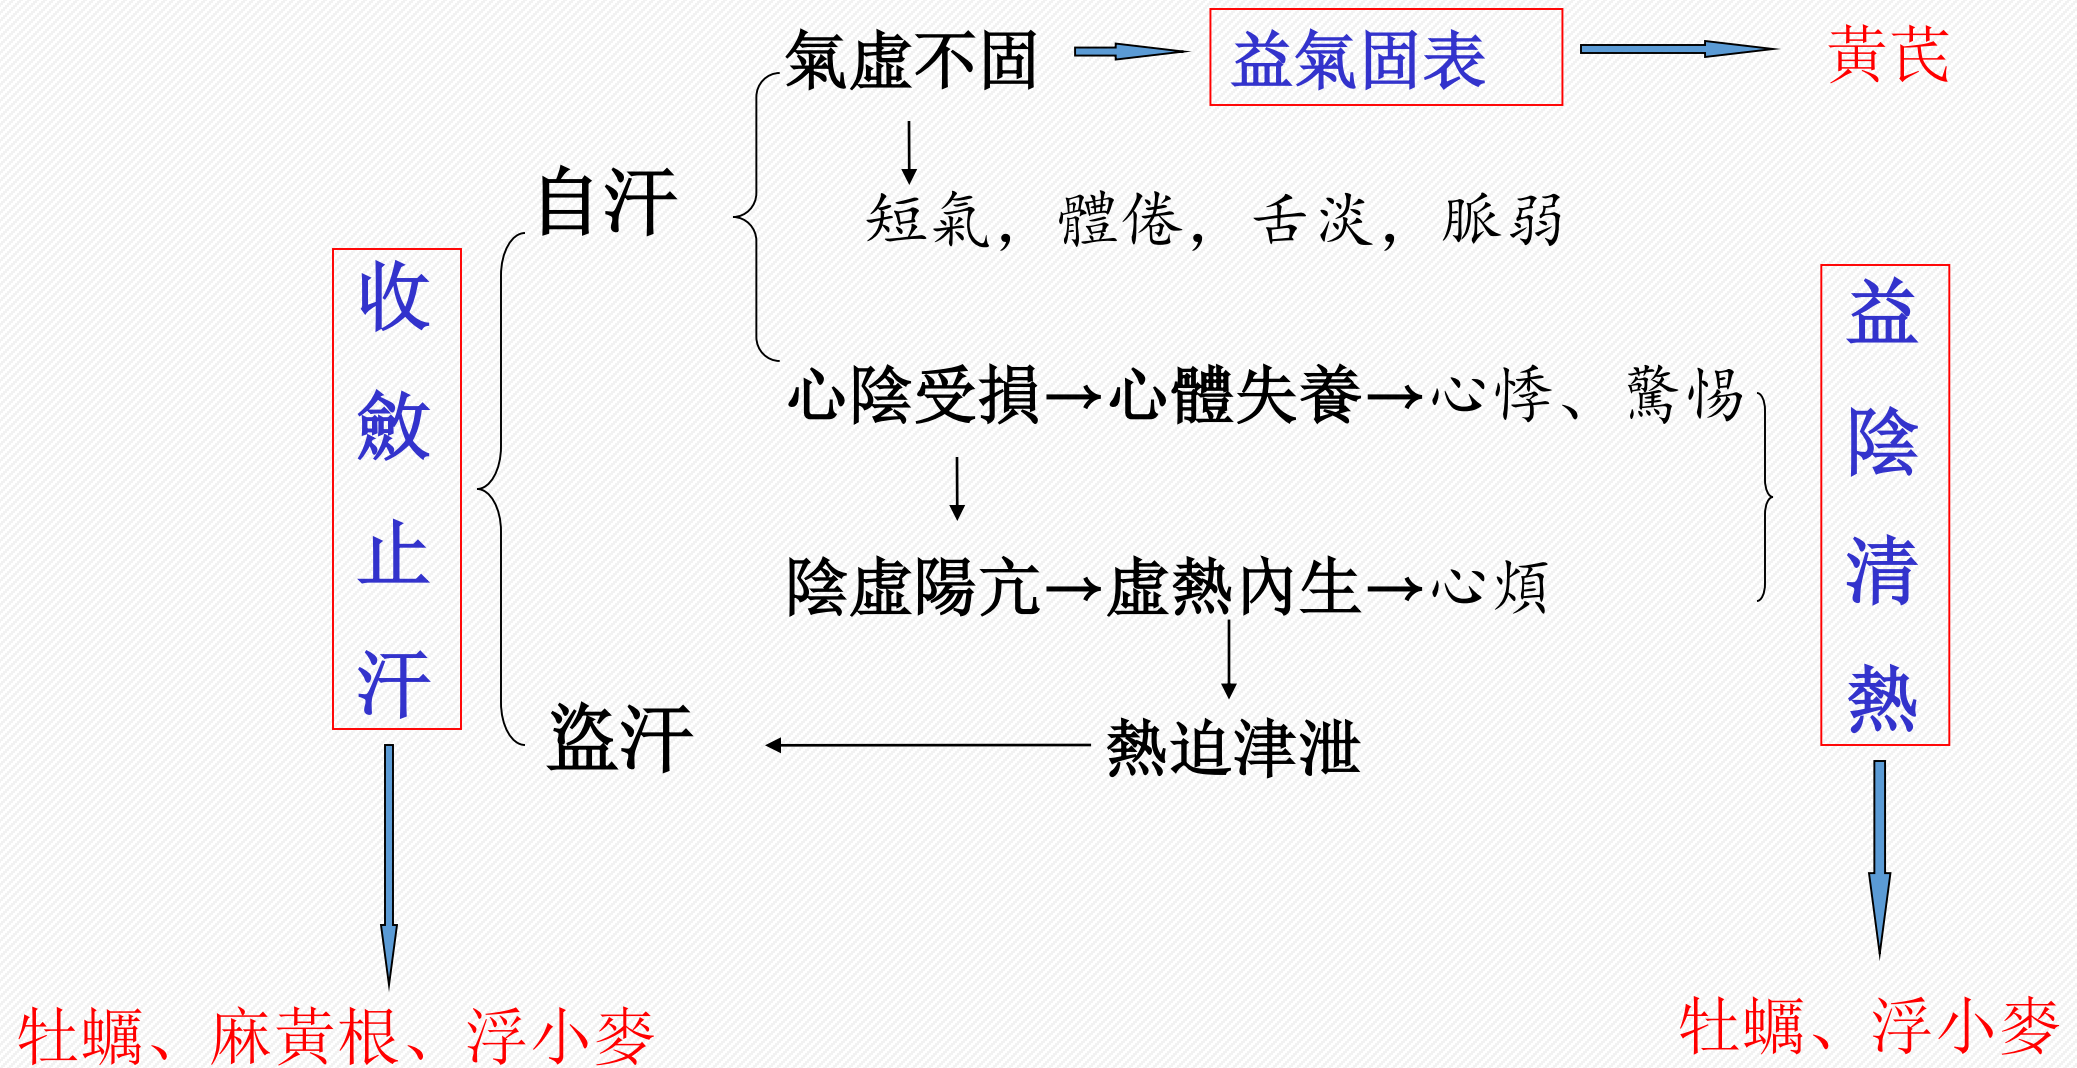 氣虛不固
益氣固表
黃芪
自汗
短氣，體倦，舌淡，脈弱
收
斂
止
汗
心陰受損→心體失養→心悸、驚惕
益
陰
清
熱
陰虛陽亢→虛熱內生→心煩
盜汗
熱迫津泄
牡蠣、麻黃根、浮小麥
牡蠣、浮小麥